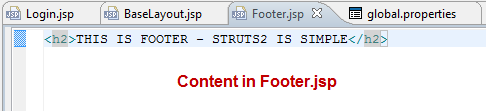 Login.jsp BaseLayout.jsp Footer.jsp global.properties
<h2>THIS IS FOOTER - STRUTS2 IS SIMPLE</h2>
Content in Footer.jsp